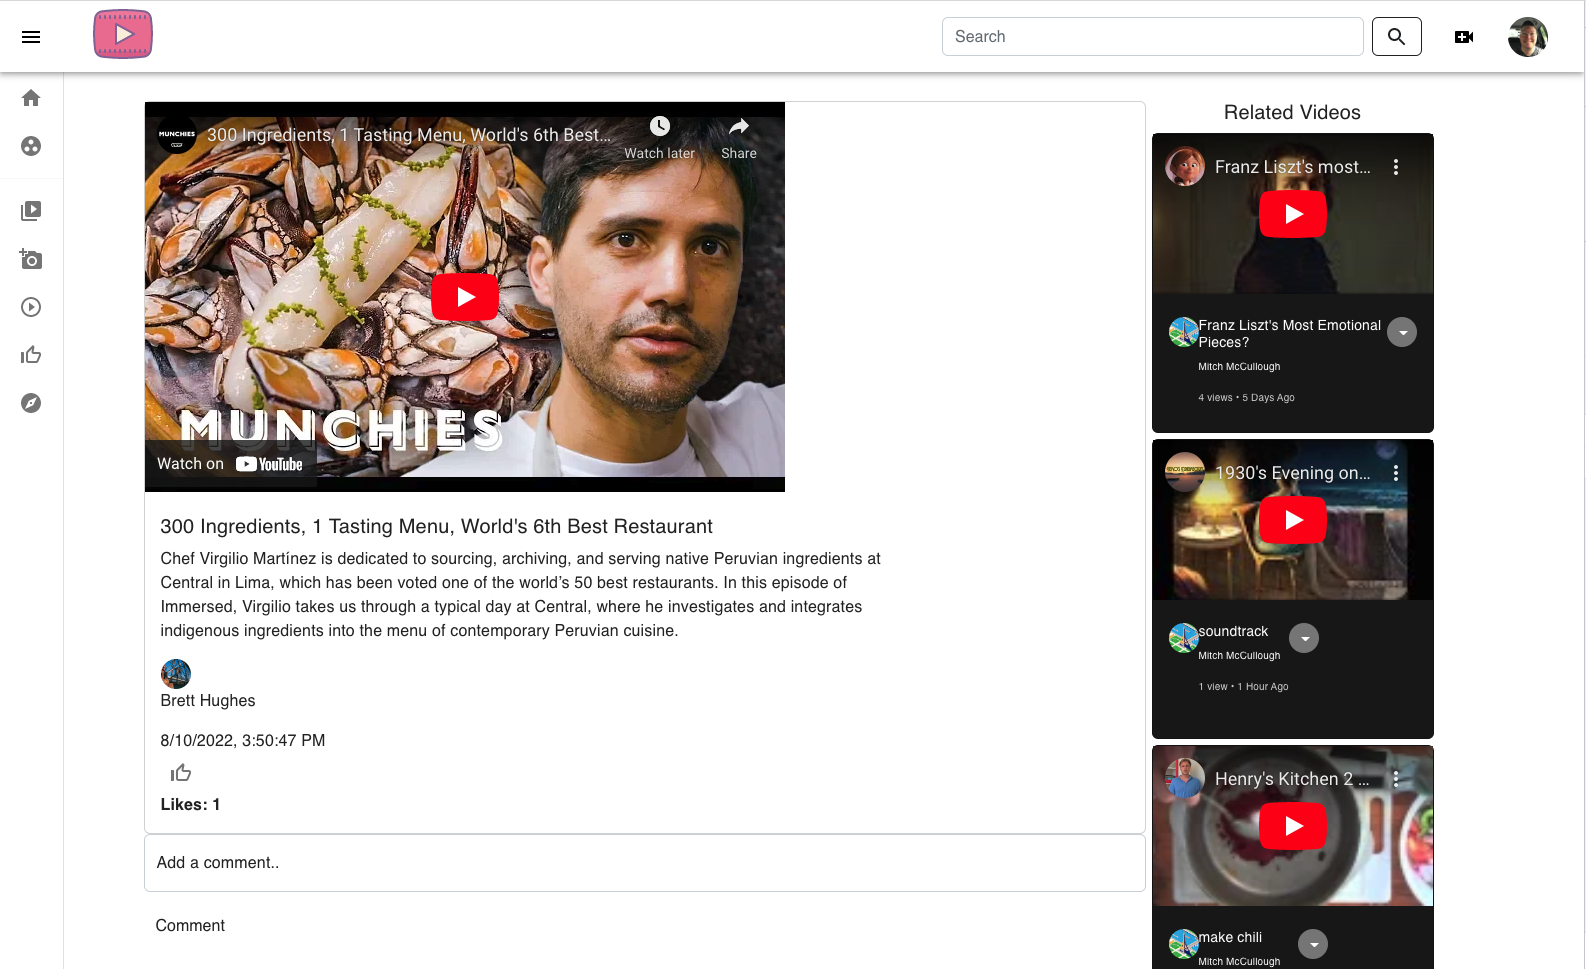 Search
MUNCHIES
300 Ingredients, 1 Tasting Menu, World's 6th Best...
Watch later
Share
MUNCHIES
Watch on YouTube
300 Ingredients, 1 Tasting Menu, World's 6th Best Restaurant
Chef Virgilio Martínez is dedicated to sourcing, archiving, and serving native Peruvian ingredients at
Central in Lima, which has been voted one of the world’s 50 best restaurants. In this episode of
Immersed, Virgilio takes us through a typical day at Central, where he investigates and integrates
indigenous ingredients into the menu of contemporary Peruvian cuisine.
Brett Hughes
8/10/2022, 3:50:47 PM
Likes: 1
Add a comment..
Comment
Related Videos
Franz Liszt's most...
Franz Liszt's Most Emotional
Pieces?
Mitch McCullough
4 views • 5 Days Ago
1930's Evening on...
soundtrack
Mitch McCullough
1 view • 1 Hour Ago
Henry's Kitchen 2 ...
make chili
Mitch McCullough